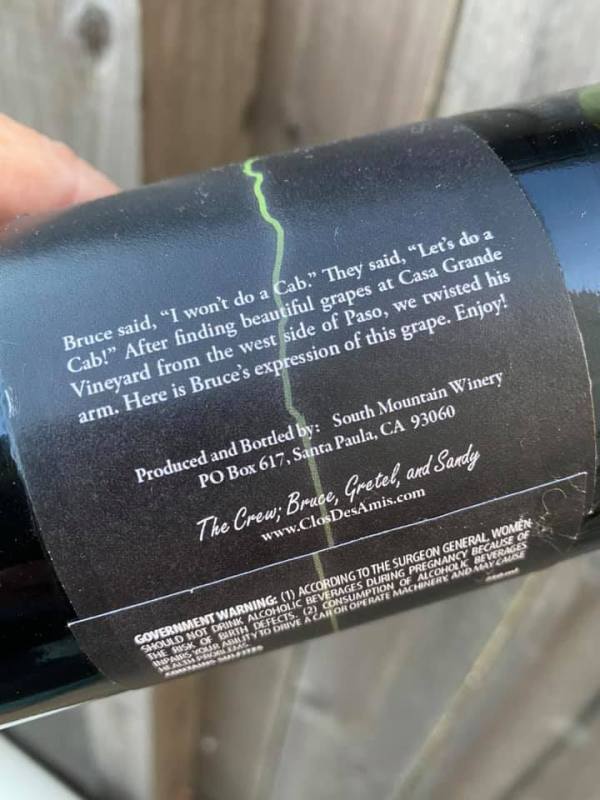 Bruce said, “I won't do a Cab.” They said, “Let's do a
Cab!” After finding beautiful grapes at Casa Grande
Vineyard from the west side of Paso, we twisted his
arm. Here is Bruce's expression of this grape. Enjoy!
Produced and Bottled by: South Mountain Winery
PO Box 617, Santa Paula, CA 93060
The Crew; Bruce, Gretel, and Sandy
www.ClosDesAmis.com
GOVERNMENT WARNING: (1) ACCORDING TO THE SURGEON GENERAL, WOMEN
SHOULD NOT DRINK ALCOHOLIC BEVERAGES DURING PREGNANCY BECAUSE OF
THE RISK OF BIRTH DEFECTS. (2) CONSUMPTION OF ALCOHOLIC BEVERAGES
IMPAIRS YOUR ABILITY TO DRIVE A CAR OR OPERATE MACHINERY, AND MAY CAUSE
HEALTH PROBLEMS
CONTAINS SULFITES